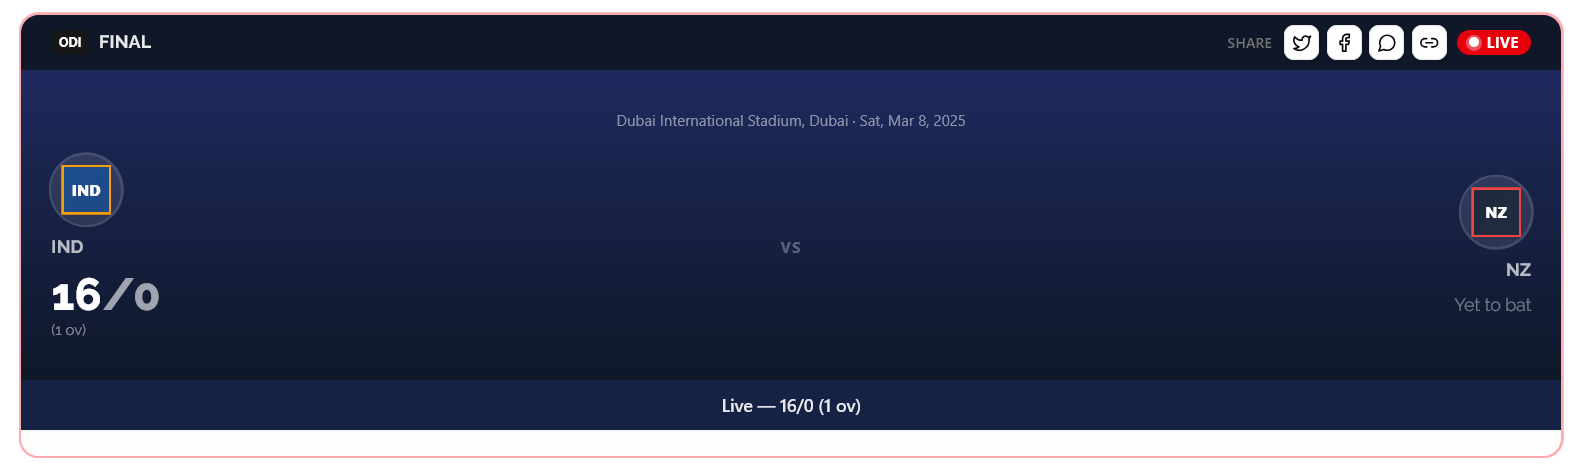 ODI FINAL SHARE LIVE
Dubai International Stadium, Dubai · Sat, Mar 8, 2025
IND
IND
16/0
(1 ov)
VS
NZ
NZ
Yet to bat
Live — 16/0 (1 ov)